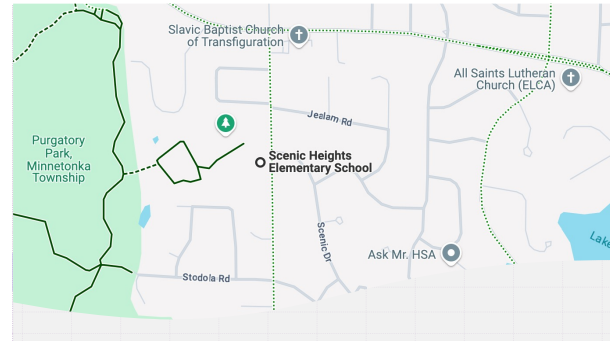 Slavic Baptist Church
of Transfiguration
All Saints Lutheran
Church (ELCA)
Jealam Rd
Purgatory
Park,
Minnetonka
Township
Scenic Heights
Elementary School
Scenic Dr
Lake
Ask Mr. HSA
Stodola Rd